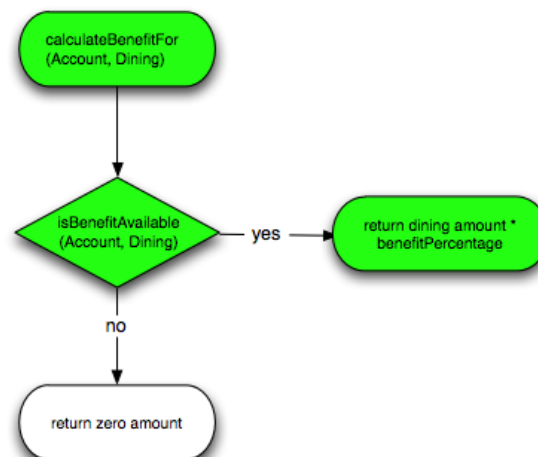 calculateBenefitFor
(Account, Dining)
isBenefitAvailable
(Account, Dining)
yes
return dining amount *
benefitPercentage
no
return zero amount